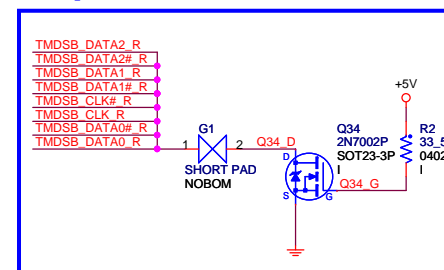 TMDSB_DATA2_R
TMDSB_DATA2#_R
TMDSB_DATA1_R
TMDSB_DATA1#_R
TMDSB_CLK#_R
TMDSB_CLK_R
TMDSB_DATA0#_R
TMDSB_DATA0_R
+5V
G1
1 2
SHORT PAD
NOBOM
Q34_D
Q34
2N7002P
SOT23-3P
I
D
S
G
Q34_G
R2
0402
I